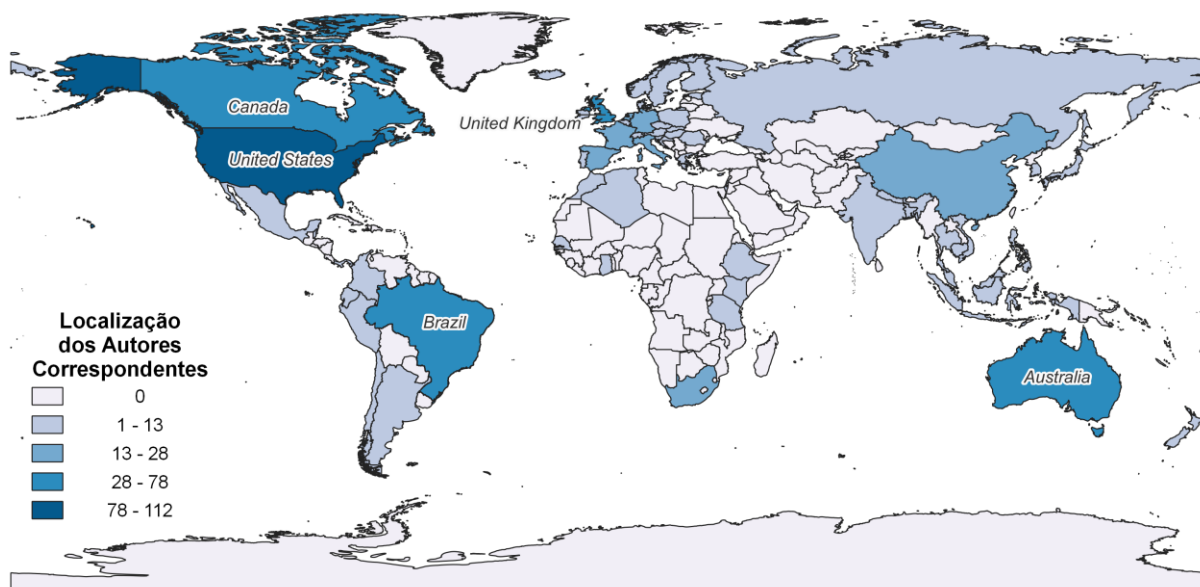 Canada
United Kingdom
United States
Brazil
Australia
Localização
dos Autores
Correspondentes
0
1 - 13
13 - 28
28 - 78
78 - 112